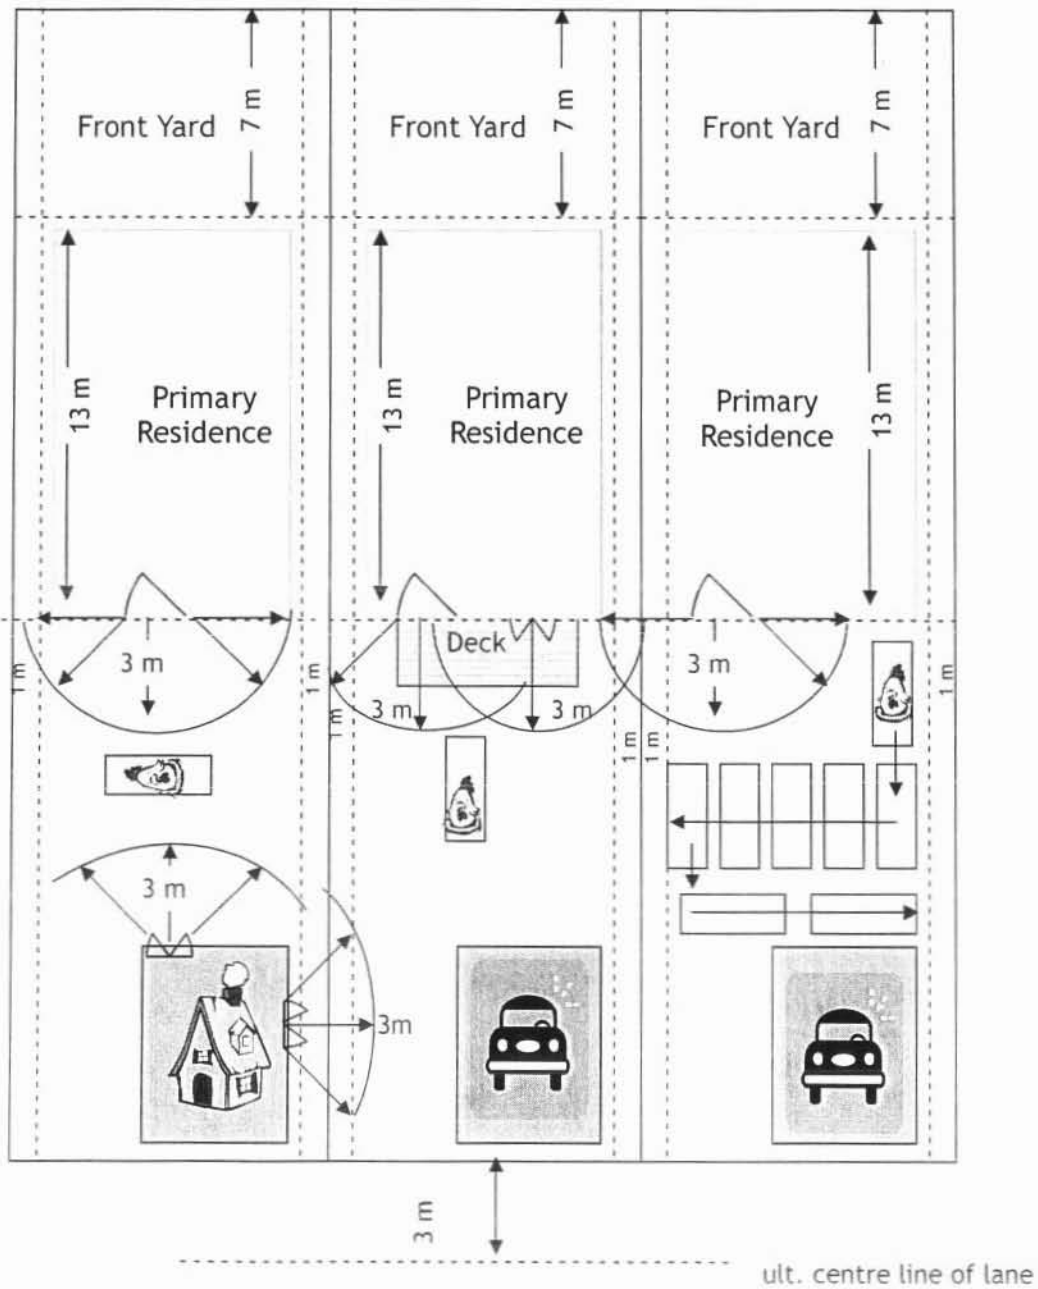 Front Yard
7 m
Front Yard
7 m
Front Yard
7 m
13 m
Primary
Residence
13 m
Primary
Residence
Primary
Residence
13 m
1 m
3 m
1 m
Deck
3 m
1 m
3 m
3 m
1 m
1 m
1 m
3 m
3m
3 m
ult. centre line of lane